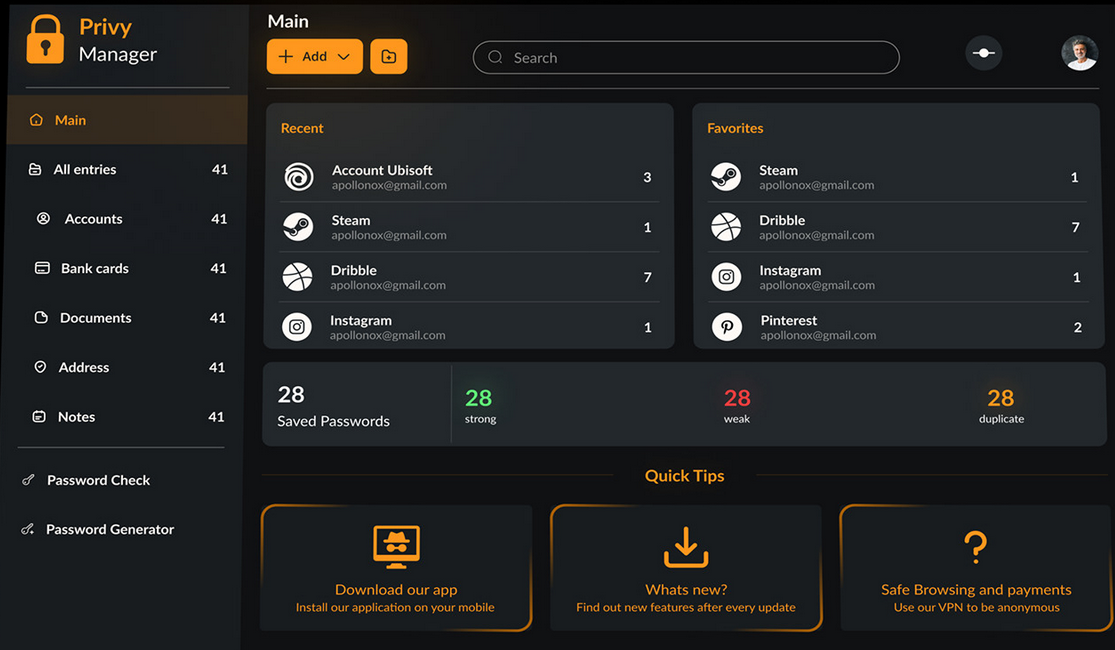 Privy
Manager
Main
All entries 41
Accounts 41
Bank cards 41
Documents 41
Address 41
Notes 41
Password Check
Password Generator
Main
Add
Search
Recent
Account Ubisoft
apollonox@gmail.com
3
Steam
apollonox@gmail.com
1
Dribble
apollonox@gmail.com
7
Instagram
apollonox@gmail.com
1
Favorites
Steam
apollonox@gmail.com
1
Dribble
apollonox@gmail.com
7
Instagram
apollonox@gmail.com
1
Pinterest
apollonox@gmail.com
2
28
Saved Passwords
28
strong
28
weak
28
duplicate
Quick Tips
Download our app
Install our application on your mobile
Whats new?
Find out new features after every update
Safe Browsing and payments
Use our VPN to be anonymous